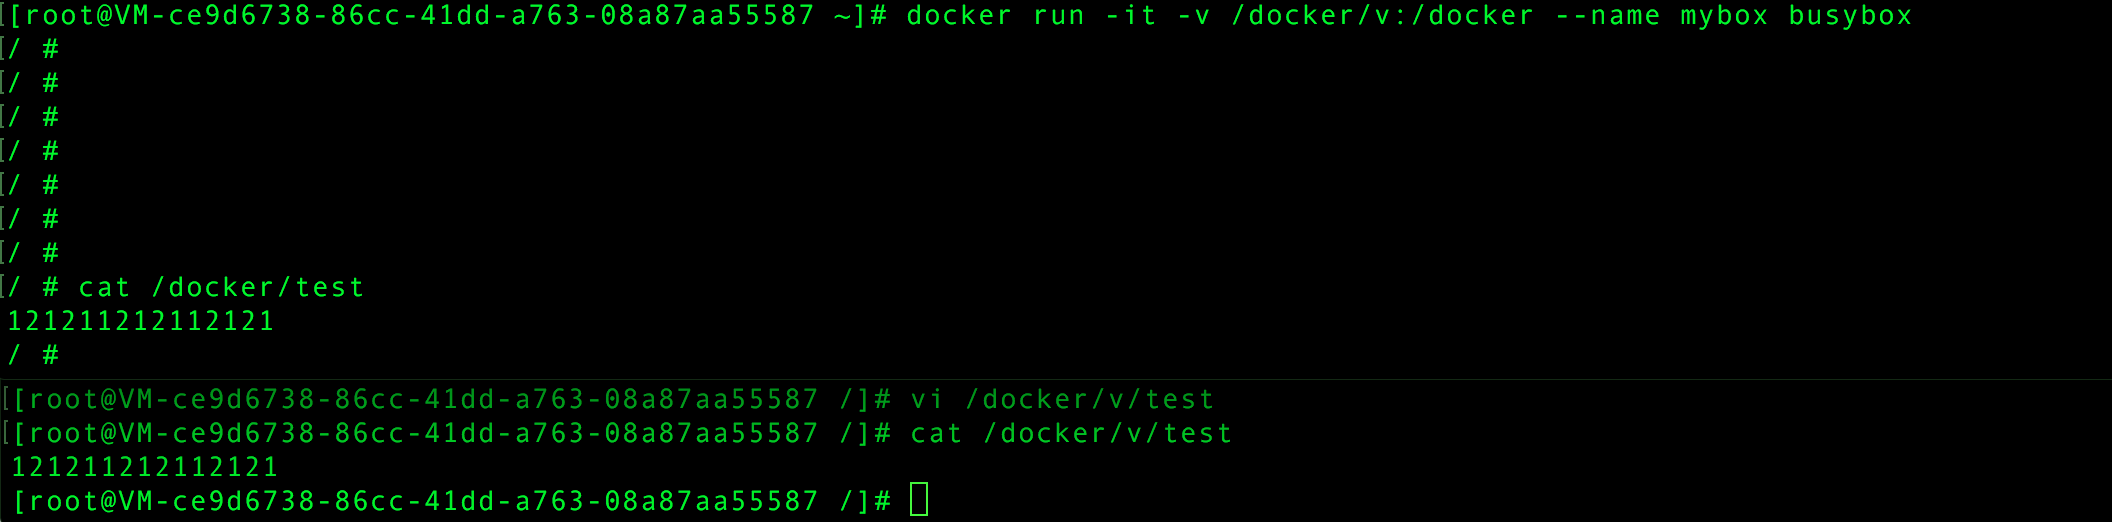 [root@VM-ce9d6738-86cc-41dd-a763-08a87aa55587 ~]# docker run -it -v /docker/v:/docker --name mybox busybox
/ #
/ #
/ #
/ #
/ #
/ #
/ #
/ # cat /docker/test
121211212112121
/ #
[root@VM-ce9d6738-86cc-41dd-a763-08a87aa55587 /]# vi /docker/v/test
[root@VM-ce9d6738-86cc-41dd-a763-08a87aa55587 /]# cat /docker/v/test
121211212112121
[root@VM-ce9d6738-86cc-41dd-a763-08a87aa55587 /]#